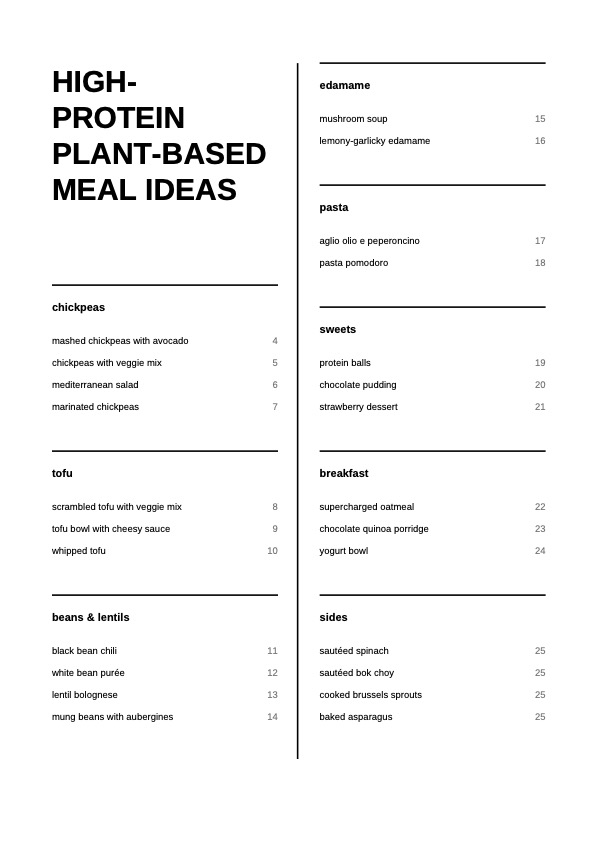 HIGH-
PROTEIN
PLANT-BASED
MEAL IDEAS
chickpeas
mashed chickpeas with avocado 4
chickpeas with veggie mix 5
mediterranean salad 6
marinated chickpeas 7
tofu
scrambled tofu with veggie mix 8
tofu bowl with cheesy sauce 9
whipped tofu 10
beans & lentils
black bean chili 11
white bean purée 12
lentil bolognese 13
mung beans with aubergines 14
edamame
mushroom soup 15
lemony-garlicky edamame 16
pasta
aglio olio e peperoncino 17
pasta pomodoro 18
sweets
protein balls 19
chocolate pudding 20
strawberry dessert 21
breakfast
supercharged oatmeal 22
chocolate quinoa porridge 23
yogurt bowl 24
sides
sautéed spinach 25
sautéed bok choy 25
cooked brussels sprouts 25
baked asparagus 25